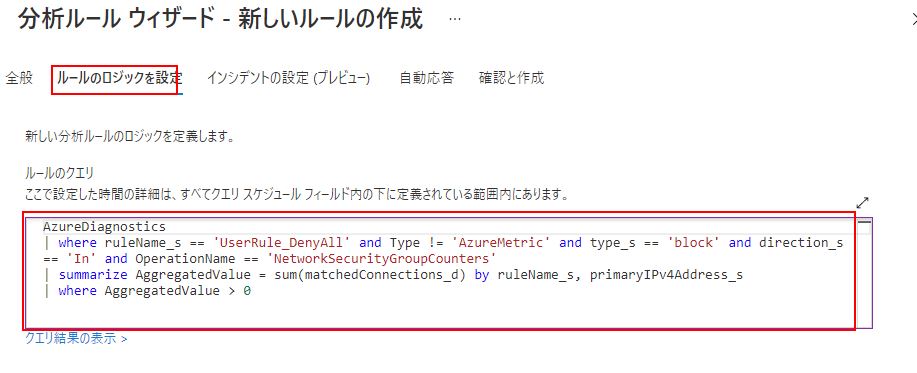 分析ルール ウィザード - 新しいルールの作成 ...
全般 ルールのロジックを設定 インシデントの設定 (プレビュー) 自動応答 確認と作成
新しい分析ルールのロジックを定義します。
ルールのクエリ
ここで設定した時間の詳細は、すべてクエリ スケジュール フィールド内の下に定義されている範囲内にあります。
AzureDiagnostics
| where ruleName_s == 'UserRule_DenyAll' and Type != 'AzureMetric' and type_s == 'block' and direction_s
== 'In' and OperationName == 'NetworkSecurityGroupCounters'
| summarize AggregatedValue = sum(matchedConnections_d) by ruleName_s, primaryIPv4Address_s
| where AggregatedValue > 0
クエリ結果の表示 >